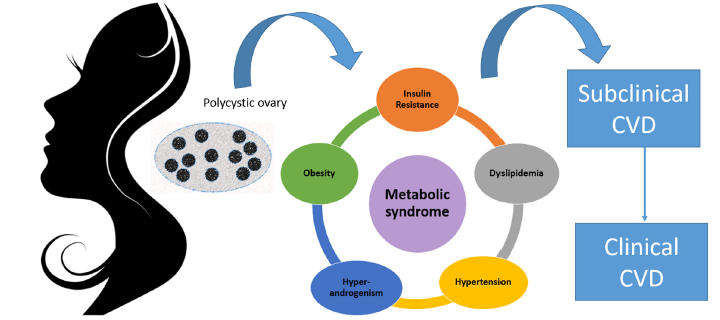 Polycystic ovary
Insulin
Resistance
Obesity
Dyslipidemia
Metabolic
syndrome
Hyper-
androgenism
Hypertension
Subclinical
CVD
Clinical
CVD